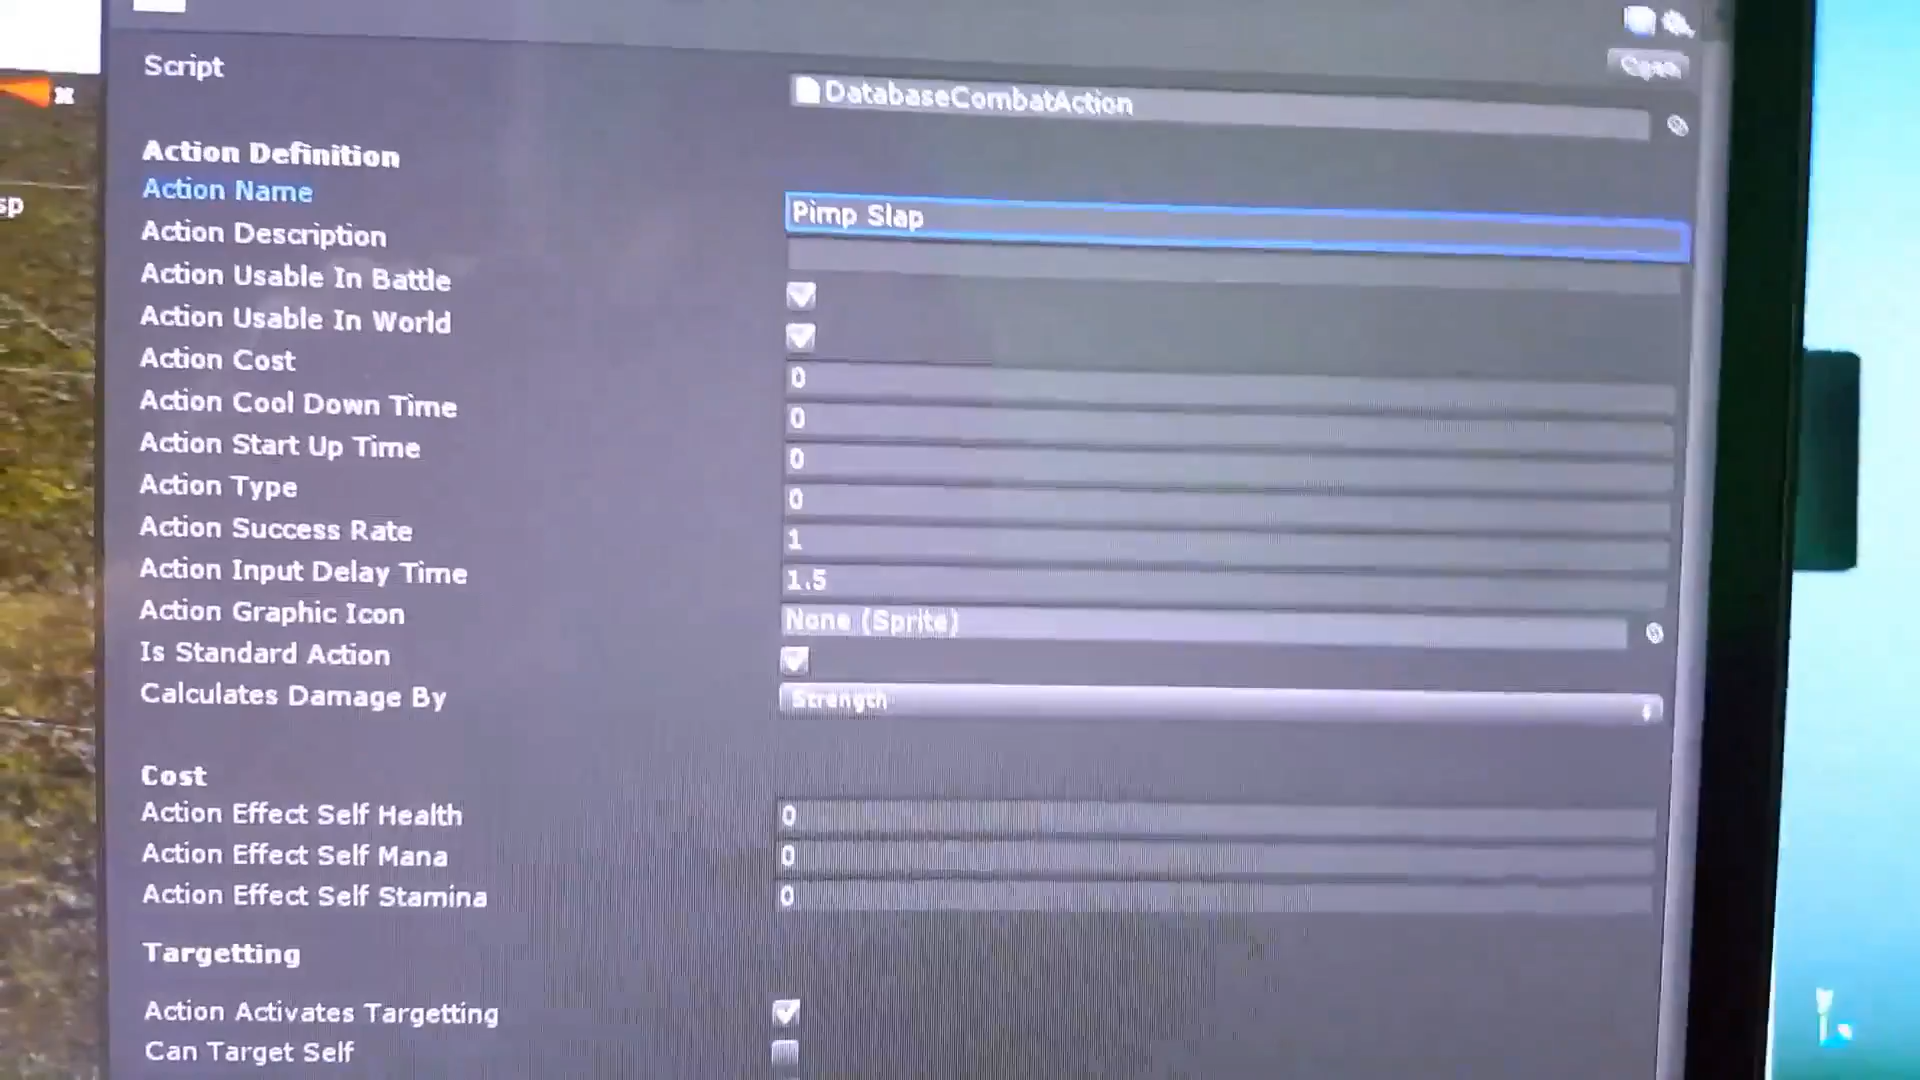 Script
DatabaseCombatAction
Open
Action Definition
Action Name
Pimp Slap
sp
Action Description
Action Usable In Battle
Action Usable In World
Action Cost
0
Action Cool Down Time
0
Action Start Up Time
0
Action Type
0
Action Success Rate
1
Action Input Delay Time
1.5
Action Graphic Icon
None (Sprite)
Is Standard Action
Calculates Damage By
Strength
Cost
Action Effect Self Health
0
Action Effect Self Mana
0
Action Effect Self Stamina
0
Targetting
Action Activates Targetting
Can Target Self